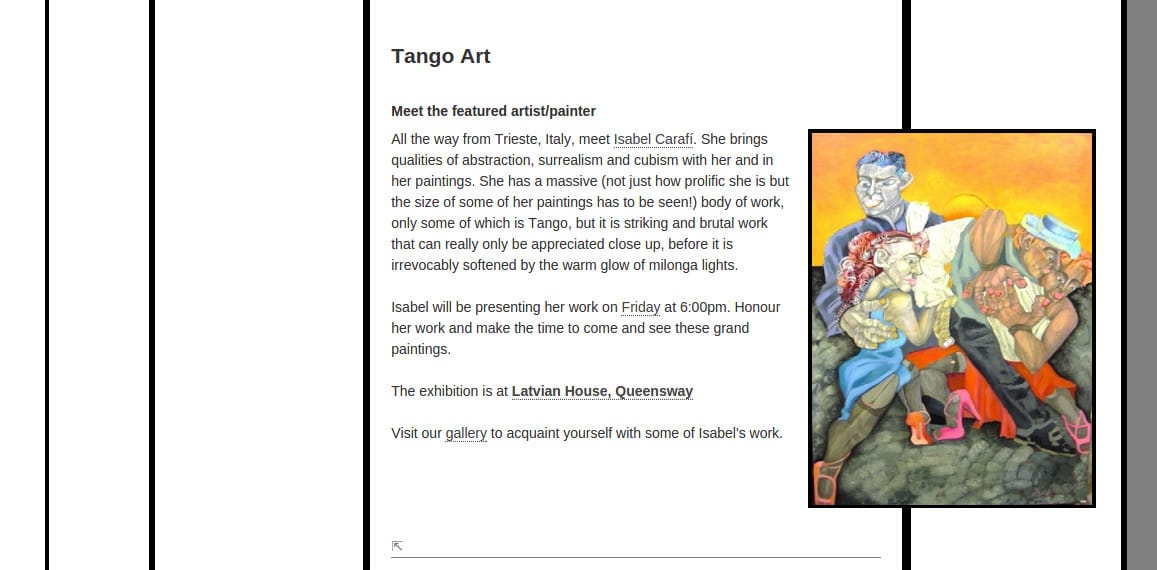 Tango Art
Meet the featured artist/painter
All the way from Trieste, Italy, meet Isabel Carafí. She brings
qualities of abstraction, surrealism and cubism with her and in
her paintings. She has a massive (not just how prolific she is but
the size of some of her paintings has to be seen!) body of work,
only some of which is Tango, but it is striking and brutal work
that can really only be appreciated close up, before it is
irrevocably softened by the warm glow of milonga lights.
Isabel will be presenting her work on Friday at 6:00pm. Honour
her work and make the time to come and see these grand
paintings.
The exhibition is at Latvian House, Queensway
Visit our gallery to acquaint yourself with some of Isabel's work.